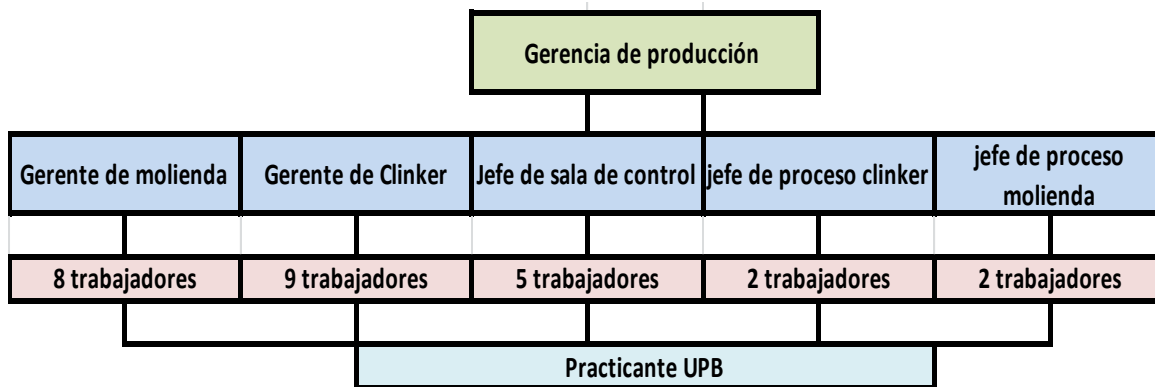 Gerencia de producción
Gerente de molienda
Gerente de Clinker
Jefe de sala de control
jefe de proceso clinker
jefe de proceso
molienda
8 trabajadores
9 trabajadores
5 trabajadores
2 trabajadores
2 trabajadores
Practicante UPB